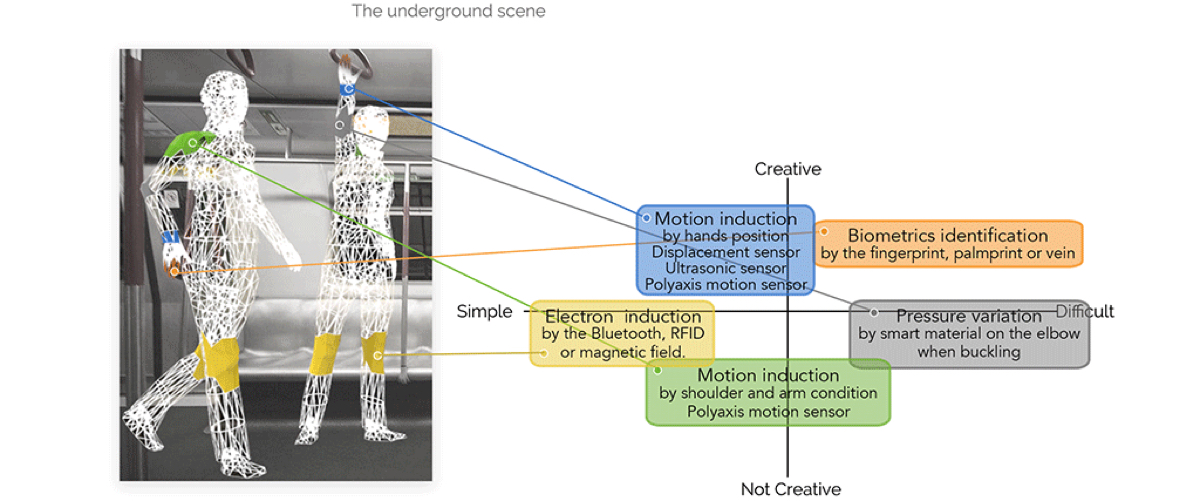 The underground scene
Creative
Motion induction
by hands position
Displacement sensor
Ultrasonic sensor
Polyaxis motion sensor
Biometrics identification
by the fingerprint, palmprint or vein
Simple
Difficult
Electron induction
by the Bluetooth, RFID
or magnetic field.
Pressure variation
by smart material on the elbow
when buckling
Motion induction
by shoulder and arm condition
Polyaxis motion sensor
Not Creative